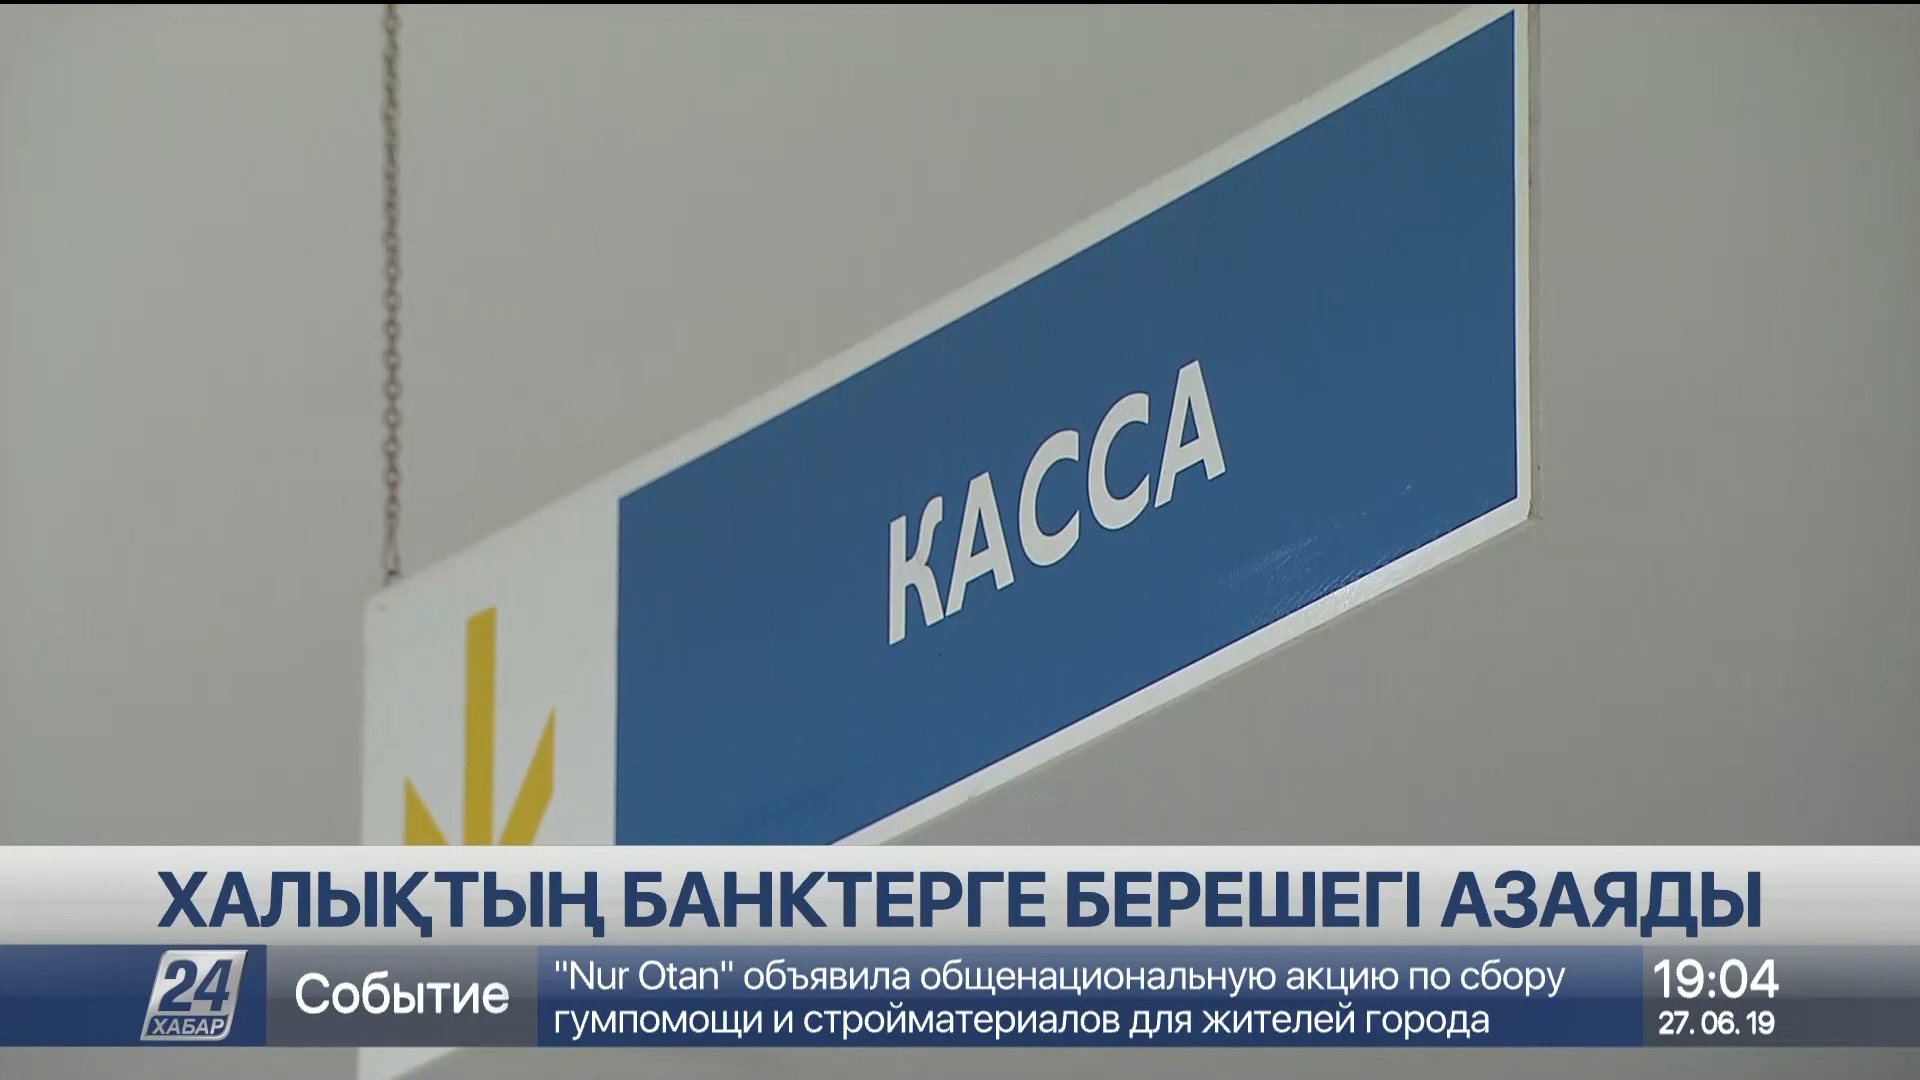 КАССА
ХАЛЫҚТЫҢ БАНКТЕРГЕ БЕРЕШЕГІ АЗАЯДЫ
24
ХАБАР
Событие
"Nur Otan" объявила общенациональную акцию по сбору
гумпомощи и стройматериалов для жителей города
19:04
27. 06. 19